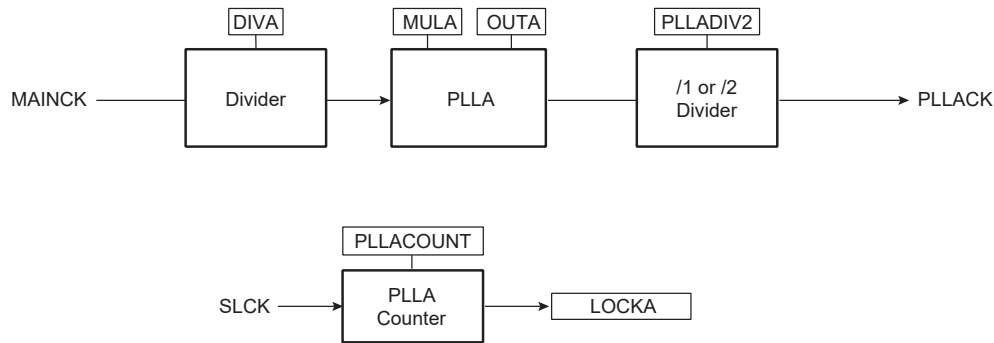 DIVA
MULA
OUTA
PLLADIV2
MAINCK
Divider
PLLA
/1 or /2
Divider
PLLACK
PLLACOUNT
SLCK
PLLA
Counter
LOCKA